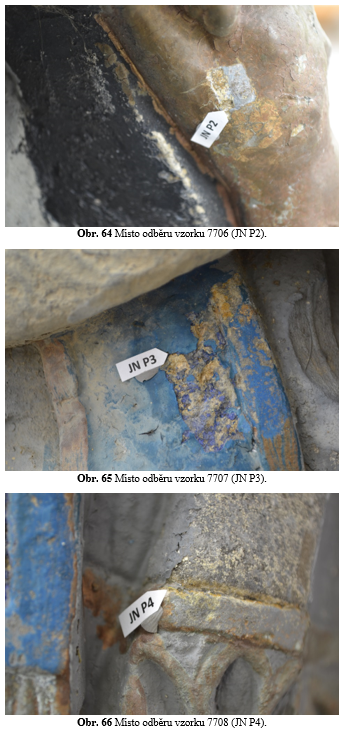 JN P2
Obr. 64 Místo odběru vzorku 7706 (JN P2).
JN P3
Obr. 65 Místo odběru vzorku 7707 (JN P3).
JN P4
Obr. 66 Místo odběru vzorku 7708 (JN P4).